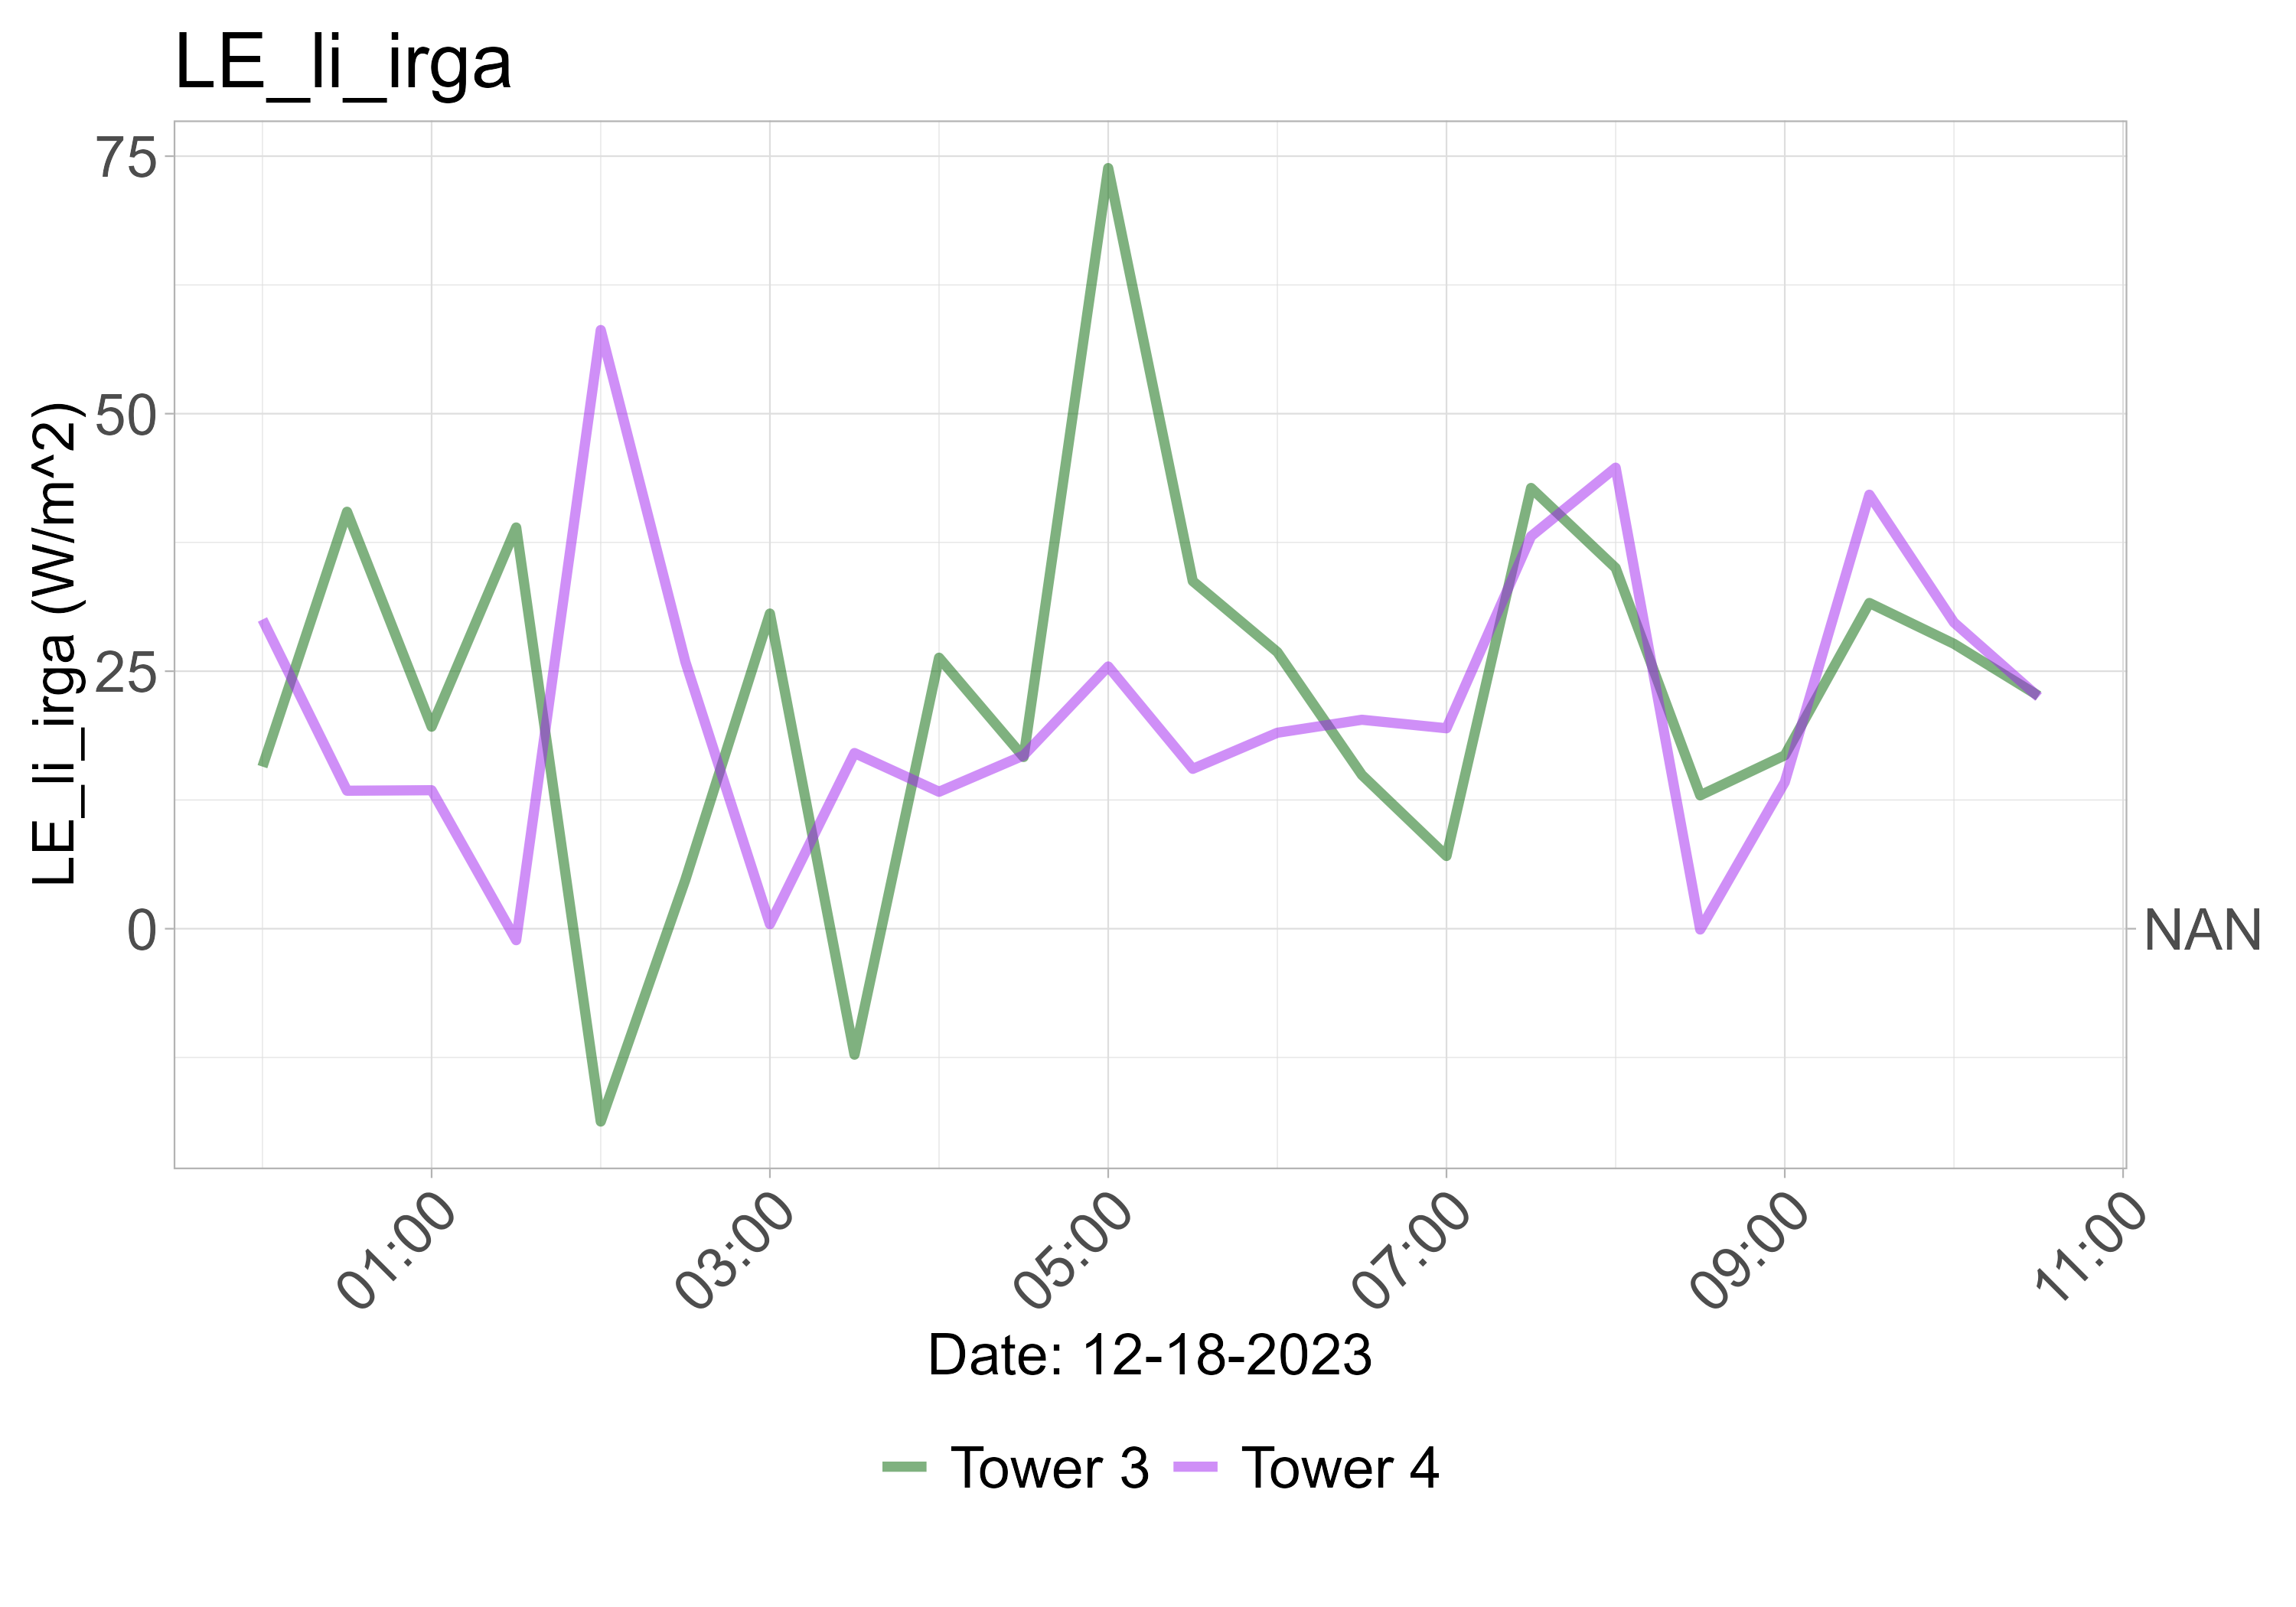 LE_li_irga
LE_li_irga (W/m^2)
75
50
25
0
NAN
01:00
03:00
05:00
07:00
09:00
11:00
Date: 12-18-2023
Tower 3
Tower 4